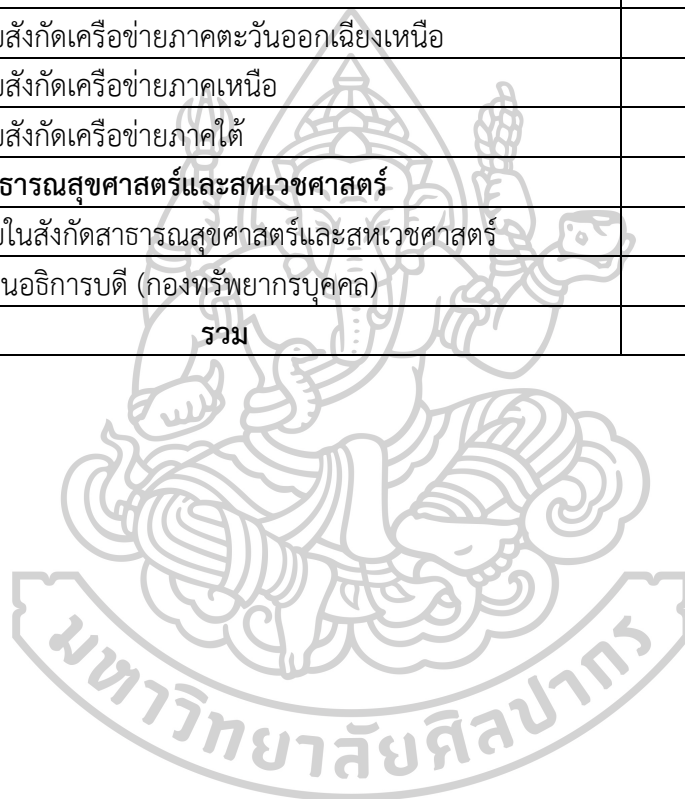 ยสังกัดเครือข่ายภาคตะวันออกเฉียงเหนือ
ยสังกัดเครือข่ายภาคเหนือ
ยสังกัดเครือข่ายภาคใต้
ธารณสุขศาสตร์และสหเวชศาสตร์
ยในสังกัดสาธารณสุขศาสตร์และสหเวชศาสตร์
นอธิการบดี (กองทรัพยากรบุคคล)
รวม
มหาวิทยาลัยศิลปากร